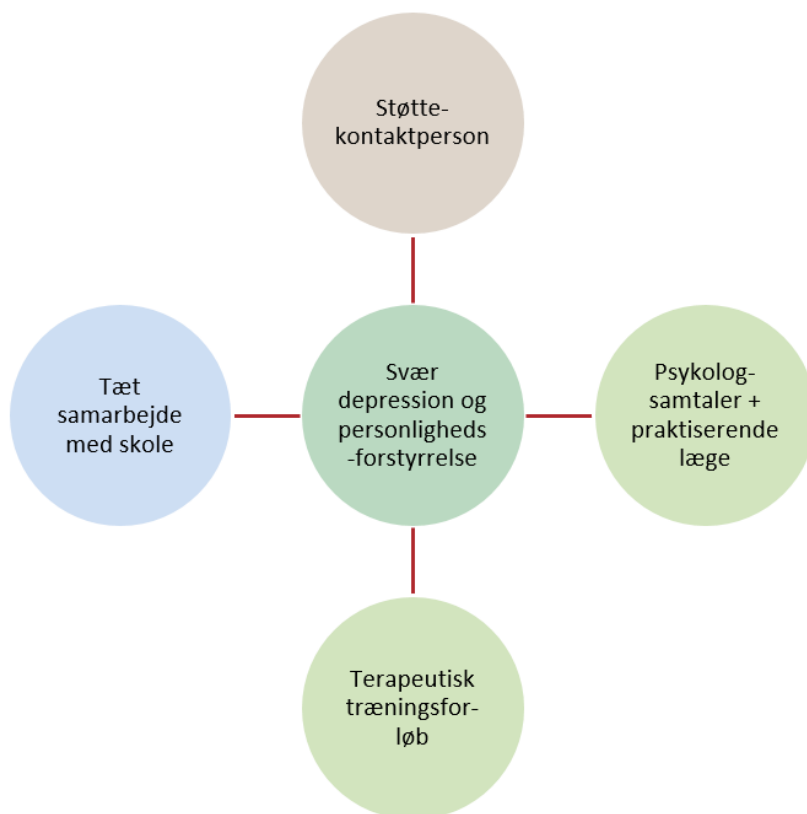 Støtte-
kontaktperson
Tæt
samarbejde
med skole
Svær
depression og
personligheds
-forstyrrelse
Psykolog-
samtaler +
praktiserende
læge
Terapeutisk
træningsfor-
løb